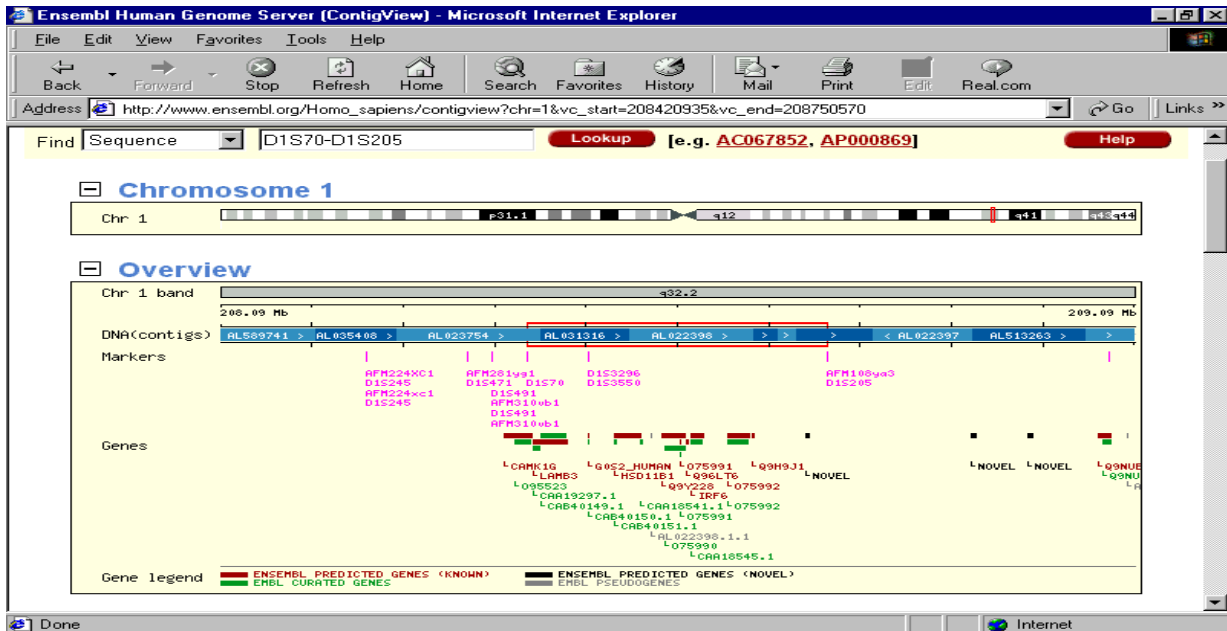 Ensembl Human Genome Server (ContigView) - Microsoft Internet Explorer
File Edit View Favorites Tools Help
Back Forward Stop Refresh Home Search Favorites History Mail Print Edit Real.com
Address http://www.ensembl.org/Homo_sapiens/contigview?chr=1&vc_start=208420935&vc_end=208750570 Go Links »
Find Sequence D1S70-D1S205 Lookup [e.g. AC067852, AP000869] Help
Chromosome 1
Chr 1 p31.1 q12 q41 q43 q44
Overview
Chr 1 band q32.2
208.09 Mb 209.09 Mb
DNA(contigs) AL589741 > AL035408 > AL023754 > AL031316 > AL022398 > > > > < AL022397 AL513263 > >
Markers
AFM224XC1 AFM281yg1 D1S3296 AFM108ya3
D1S245 D1S471 D1S70 D1S3550 D1S205
AFM224xc1 D1S491
D1S245 AFM310vb1
D1S491
AFM310vb1
Genes
CAMK1G G0S2_HUMAN O75991 Q9H9J1 NOVEL NOVEL Q9NUE
LAMB3 HSD11B1 Q96LT6 NOVEL Q9NU
O95523 Q9Y228 O75992 A
CAA19297.1 IRF6
CAB40149.1 CAA18541.1 O75992
CAB40150.1 O75991
CAB40151.1
AL022398.1.1
O75990
CAA18545.1
Gene legend ENSEMBL PREDICTED GENES (KNOWN) ENSEMBL PREDICTED GENES (NOVEL)
EMBL CURATED GENES EMBL PSEUDOGENES
Done Internet